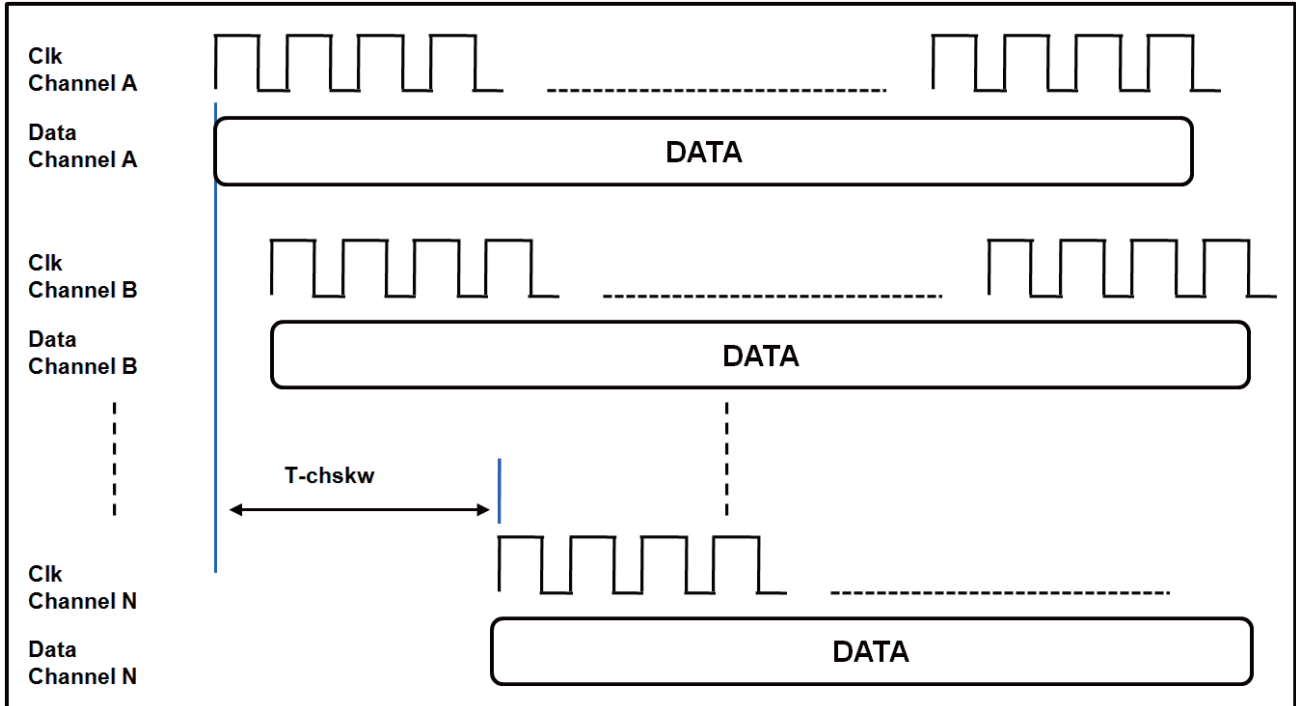 Clk
Channel A
Data
Channel A
DATA
Clk
Channel B
Data
Channel B
DATA
T-chskw
Clk
Channel N
Data
Channel N
DATA